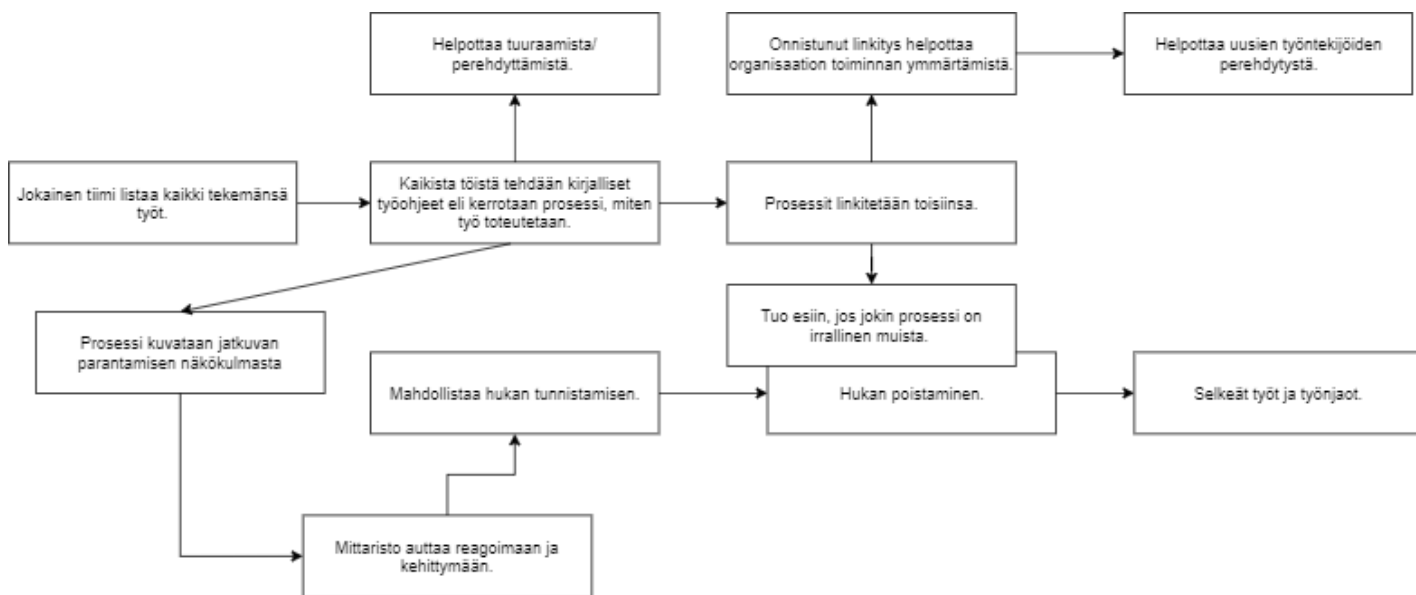 Helpottaa tuuraamista/
perehdyttämistä.
Onnistunut linkitys helpottaa
organisaation toiminnan ymmärtämistä.
Helpottaa uusien työntekijöiden
perehdytystä.
Jokainen tiimi listaa kaikki tekemänsä
työt.
Kaikista töistä tehdään kirjalliset
työohjeet eli kerrotaan prosessi, miten
työ toteutetaan.
Prosessit linkitetään toisiinsa.
Prosessi kuvataan jatkuvan
parantamisen näkökulmasta
Tuo esiin, jos jokin prosessi on
irrallinen muista.
Mahdollistaa hukan tunnistamisen.
Hukan poistaminen.
Selkeät työt ja työnjaot.
Mittaristo auttaa reagoimaan ja
kehittymään.